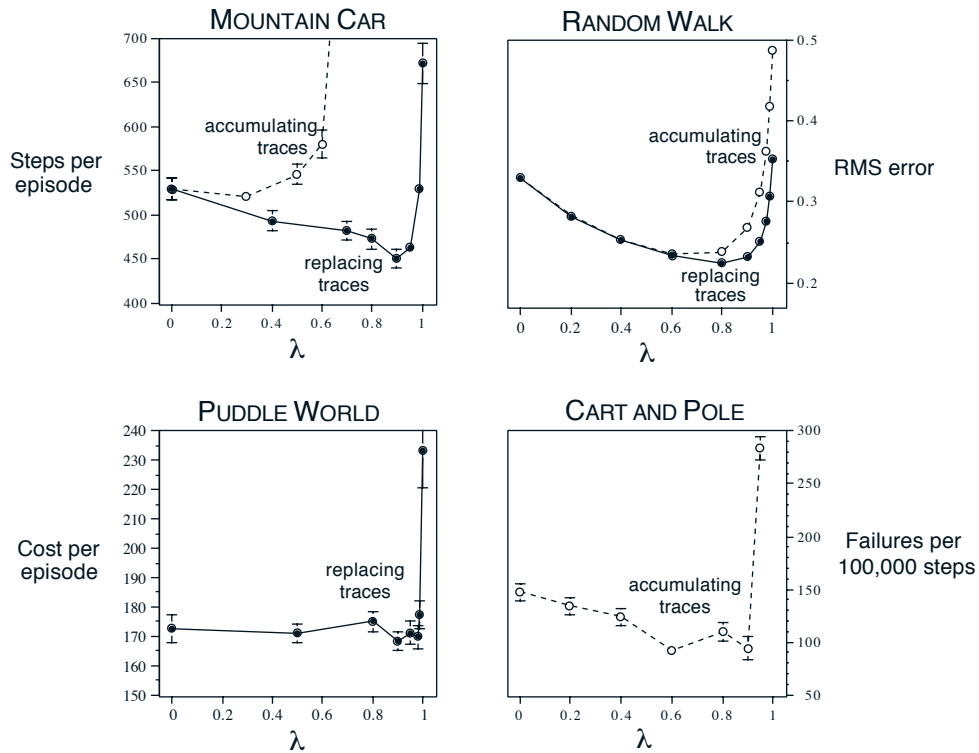 MOUNTAIN CAR
700
650
600
550
500
450
400
Steps per
episode
accumulating
traces
replacing
traces
0
0.2
0.4
0.6
0.8
1
λ
RANDOM WALK
0.5
0.4
0.3
0.2
RMS error
accumulating
traces
replacing
traces
0
0.2
0.4
0.6
0.8
1
λ
PUDDLE WORLD
240
230
220
210
200
190
180
170
160
150
Cost per
episode
replacing
traces
0
0.2
0.4
0.6
0.8
1
λ
CART AND POLE
300
250
200
150
100
50
Failures per
100,000 steps
accumulating
traces
0
0.2
0.4
0.6
0.8
1
λ